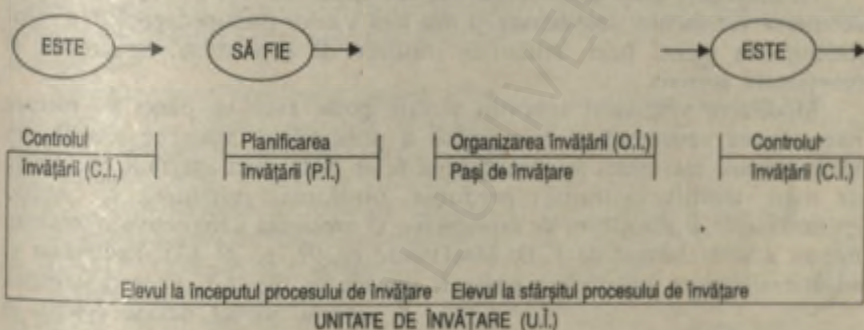 ESTE SĂ FIE ESTE
Controlul Planificarea Organizarea învățării (O.Î.) Controlul
învățării (C.Î.) învățării (P.Î.) Pași de învățare învățării (C.Î.)
Elevul la începutul procesului de învățare Elevul la sfârșitul procesului de învățare
UNITATE DE ÎNVĂȚARE (U.Î.)